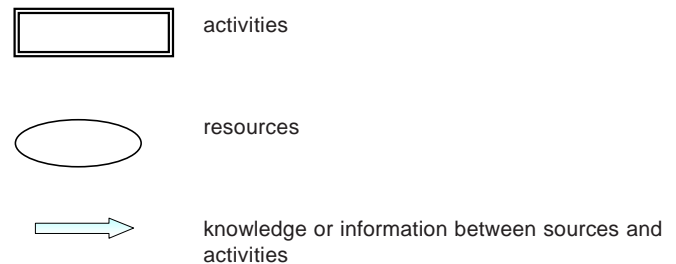 activities
resources
knowledge or information between sources and
activities